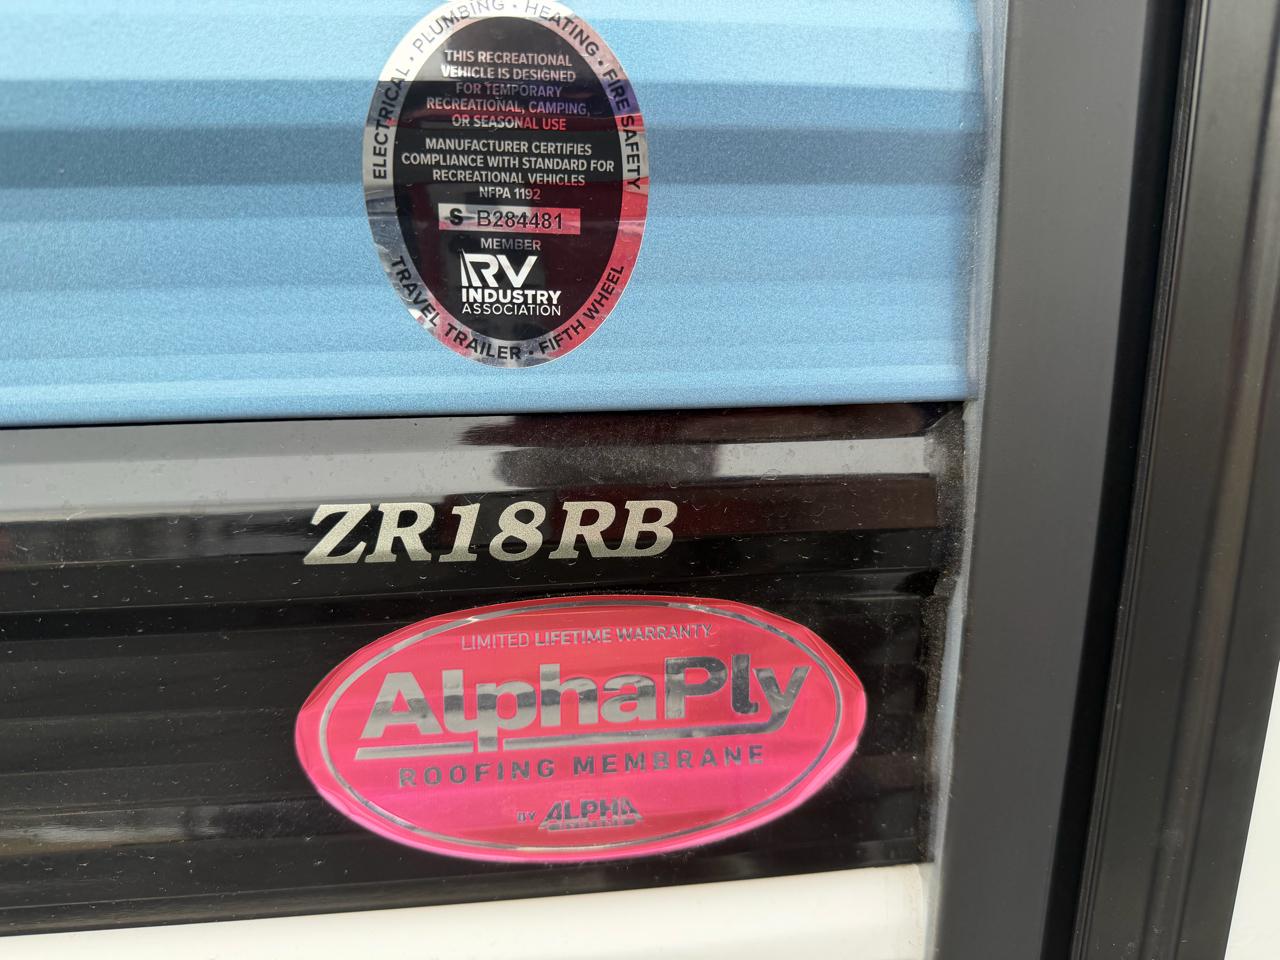 ELECTRICAL · PLUMBING · HEATING · FIRE SAFETY
THIS RECREATIONAL
VEHICLE IS DESIGNED
FOR TEMPORARY
RECREATIONAL, CAMPING,
OR SEASONAL USE
MANUFACTURER CERTIFIES
COMPLIANCE WITH STANDARD FOR
RECREATIONAL VEHICLES
NFPA 1192
S B284481
MEMBER
RV
INDUSTRY
ASSOCIATION
TRAVEL TRAILER · FIFTH WHEEL
ZR18RB
LIMITED LIFETIME WARRANTY
AlphaPly
ROOFING MEMBRANE
BY ALPHA